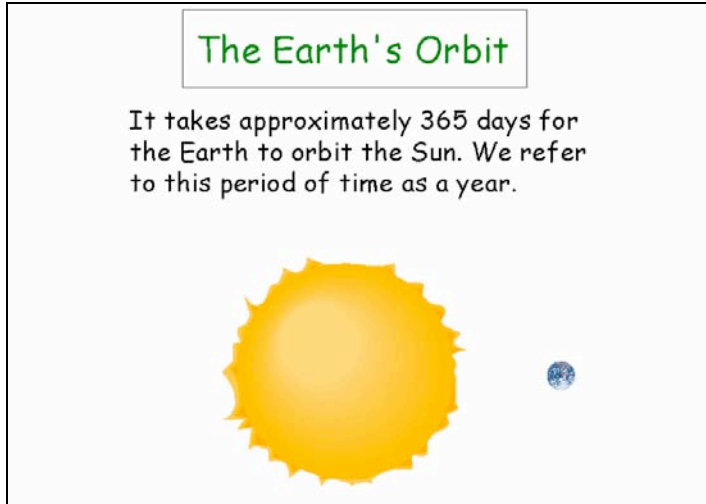 The Earth's Orbit
It takes approximately 365 days for
the Earth to orbit the Sun. We refer
to this period of time as a year.